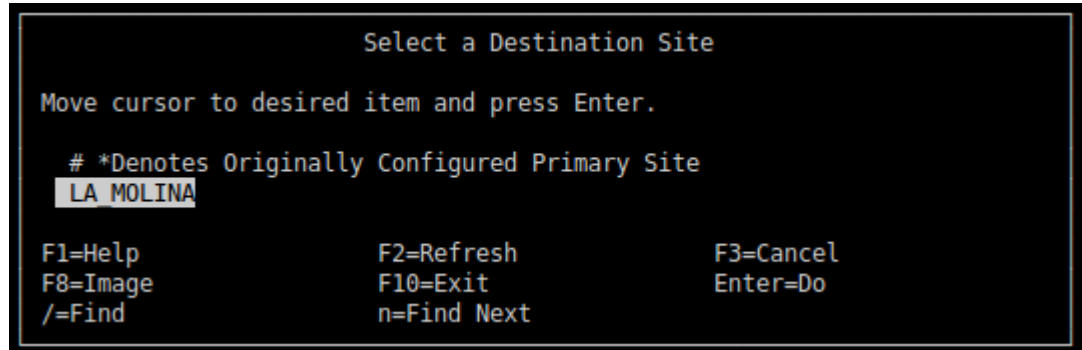 Select a Destination Site
Move cursor to desired item and press Enter.
# *Denotes Originally Configured Primary Site
LA_MOLINA
F1=Help F2=Refresh F3=Cancel
F8=Image F10=Exit Enter=Do
/=Find n=Find Next